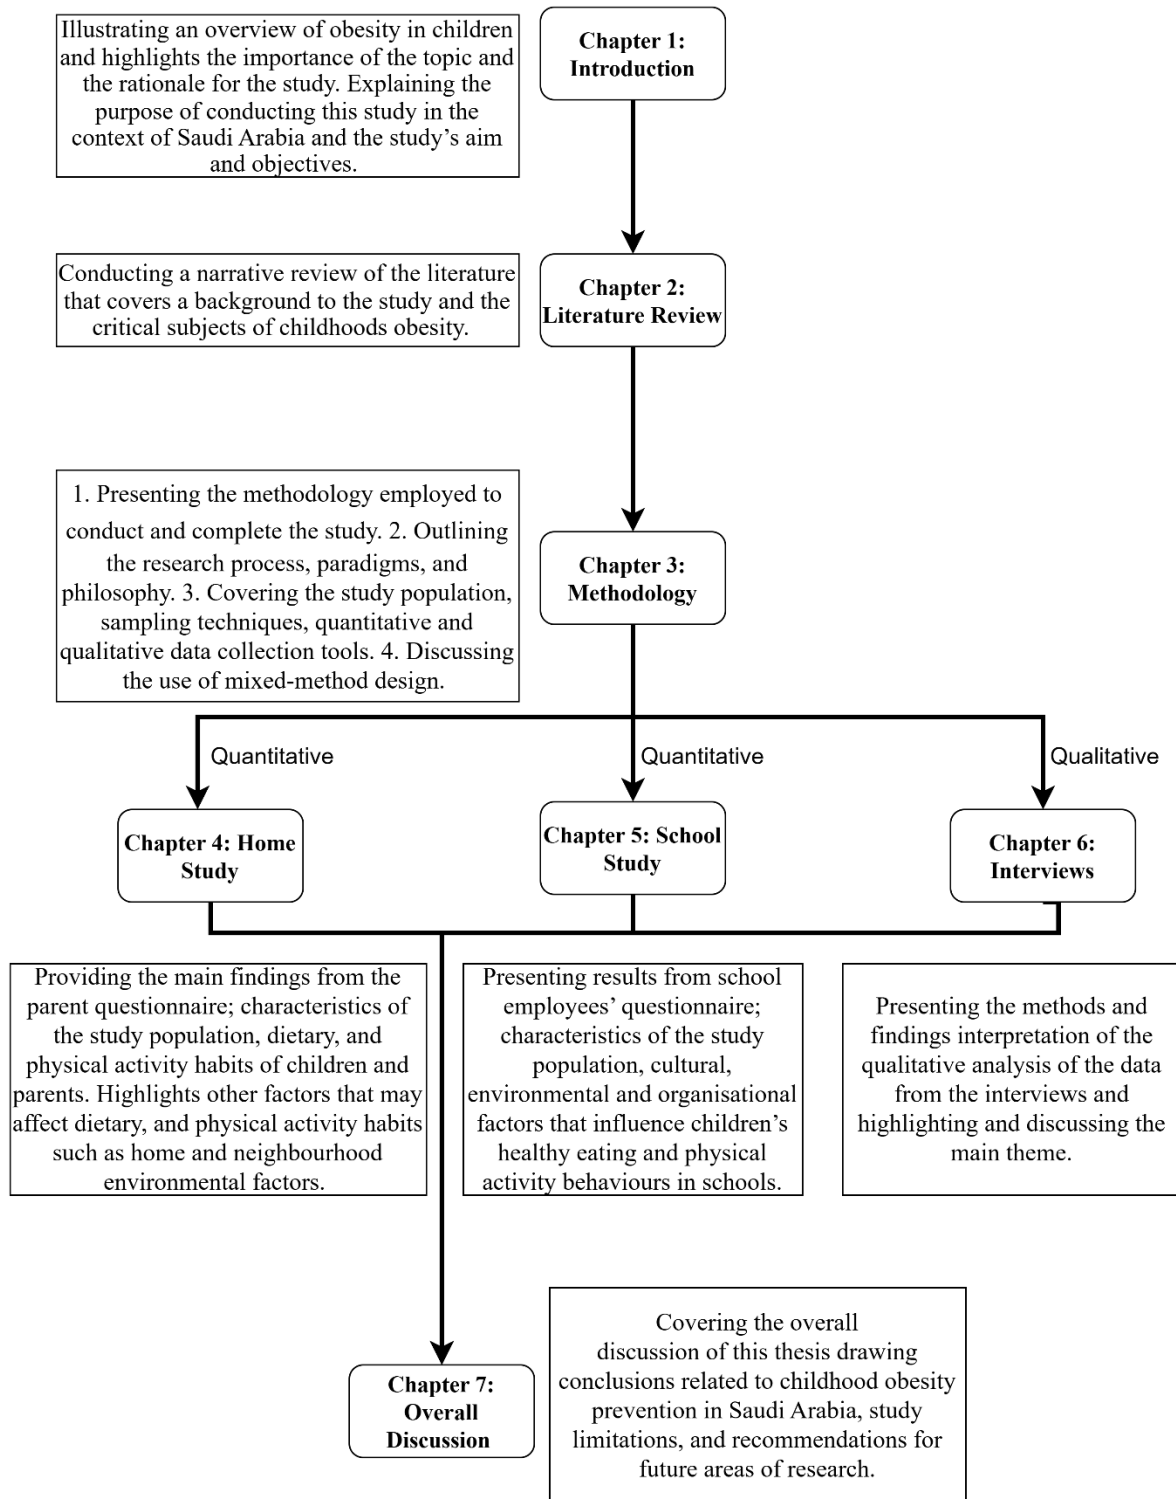 Illustrating an overview of obesity in children
and highlights the importance of the topic and
the rationale for the study. Explaining the
purpose of conducting this study in the
context of Saudi Arabia and the study’s aim
and objectives.
Chapter 1:
Introduction
Conducting a narrative review of the literature
that covers a background to the study and the
critical subjects of childhoods obesity.
Chapter 2:
Literature Review
1. Presenting the methodology employed to
conduct and complete the study. 2. Outlining
the research process, paradigms, and
philosophy. 3. Covering the study population,
sampling techniques, quantitative and
qualitative data collection tools. 4. Discussing
the use of mixed-method design.
Chapter 3:
Methodology
Quantitative
Quantitative
Qualitative
Chapter 4: Home
Study
Chapter 5: School
Study
Chapter 6:
Interviews
Providing the main findings from the
parent questionnaire; characteristics of
the study population, dietary, and
physical activity habits of children and
parents. Highlights other factors that may
affect dietary, and physical activity habits
such as home and neighbourhood
environmental factors.
Presenting results from school
employees’ questionnaire;
characteristics of the study
population, cultural,
environmental and organisational
factors that influence children’s
healthy eating and physical
activity behaviours in schools.
Presenting the methods and
findings interpretation of the
qualitative analysis of the data
from the interviews and
highlighting and discussing the
main theme.
Chapter 7:
Overall
Discussion
Covering the overall
discussion of this thesis drawing
conclusions related to childhood obesity
prevention in Saudi Arabia, study
limitations, and recommendations for
future areas of research.